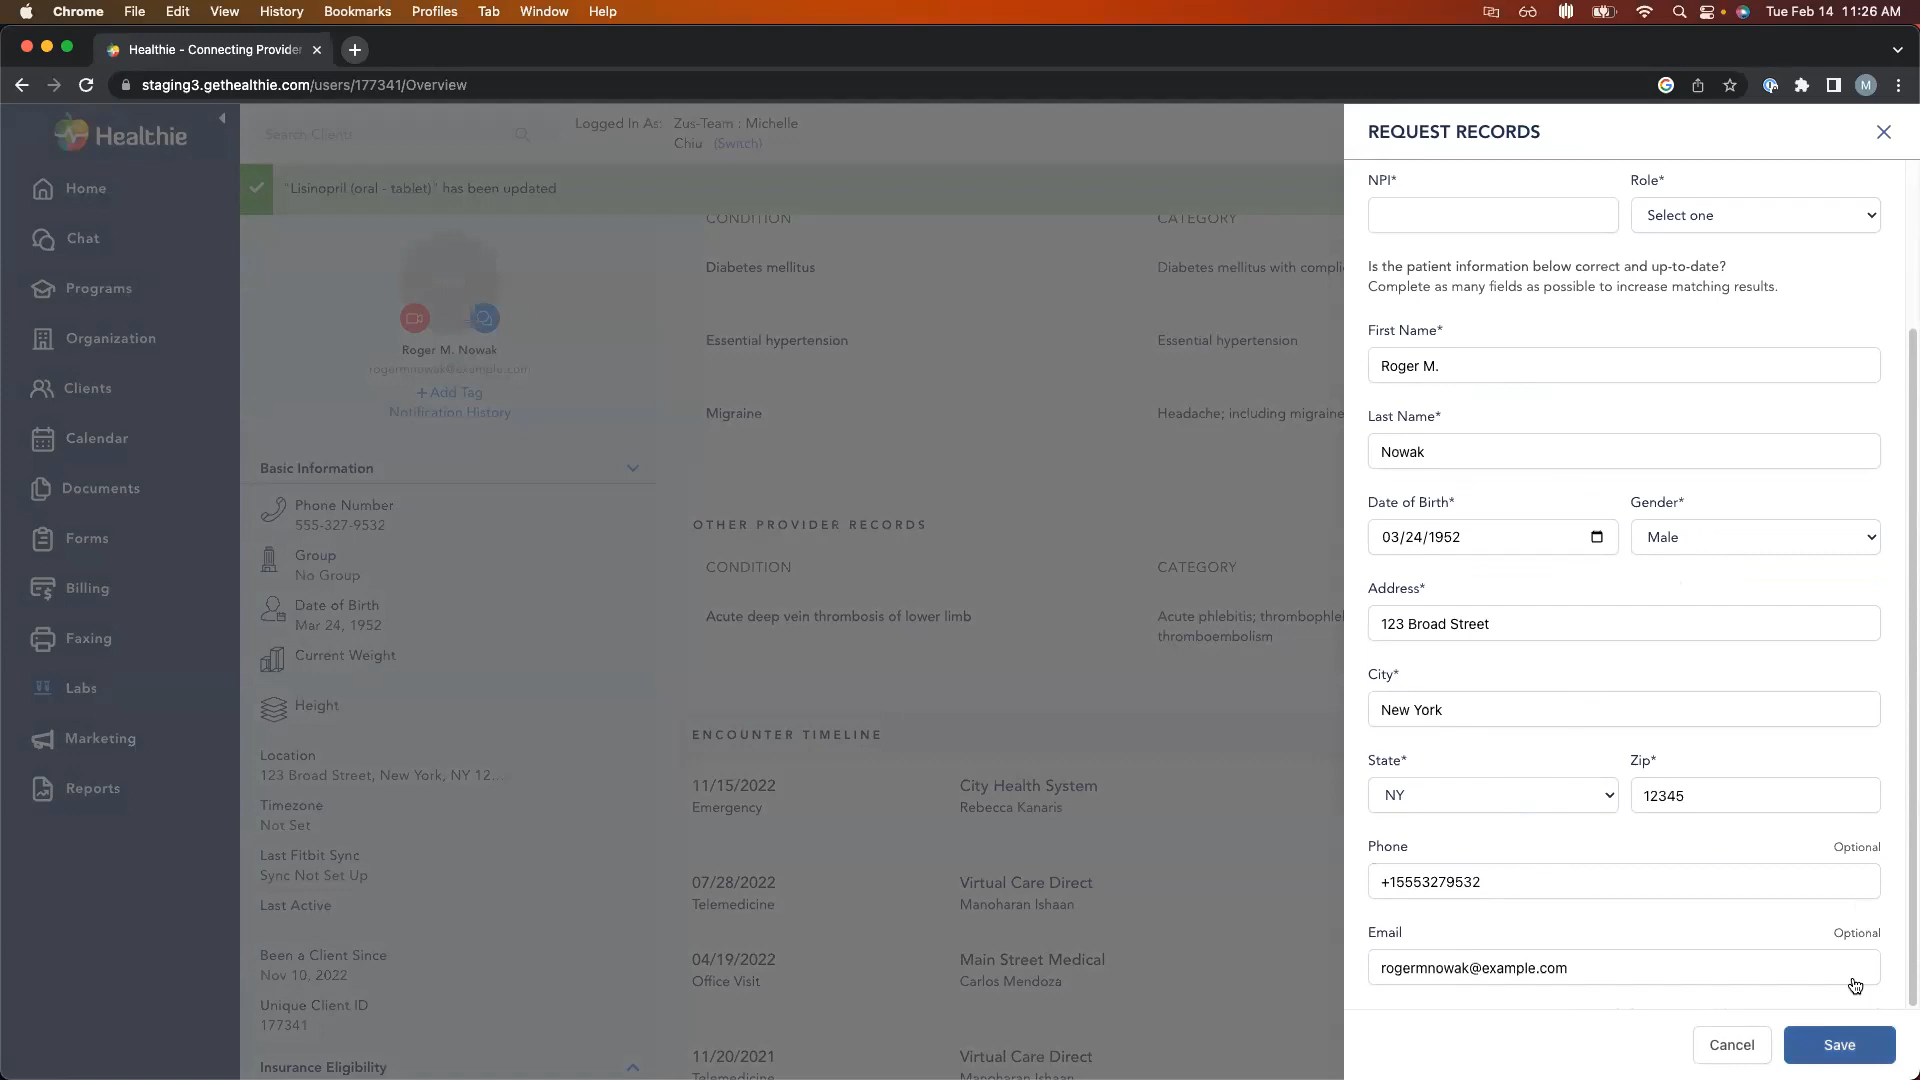 Chrome File Edit View History Bookmarks Profiles Tab Window Help Tue Feb 14 11:26 AM
Healthie - Connecting Provider
staging3.gethealthie.com/users/177341/Overview M
Healthie
Home
Chat
Programs
Organization
Clients
Calendar
Documents
Forms
Billing
Faxing
Labs
Marketing
Reports
Search Clients
Logged In As: Zus-Team : Michelle
Chiu (Switch)
"Lisinopril (oral - tablet)" has been updated
Roger M. Nowak
rogermnowak@example.com
+ Add Tag
Notification History
Basic Information
Phone Number
555-327-9532
Group
No Group
Date of Birth
Mar 24, 1952
Current Weight
Height
Location
123 Broad Street, New York, NY 12...
Timezone
Not Set
Last Fitbit Sync
Sync Not Set Up
Last Active
Been a Client Since
Nov 10, 2022
Unique Client ID
177341
Insurance Eligibility
CONDITION CATEGORY
Diabetes mellitus Diabetes mellitus with compli
Essential hypertension Essential hypertension
Migraine Headache; including migraine
OTHER PROVIDER RECORDS
CONDITION CATEGORY
Acute deep vein thrombosis of lower limb Acute phlebitis; thrombophle
thromboembolism
ENCOUNTER TIMELINE
11/15/2022 City Health System
Emergency Rebecca Kanaris
07/28/2022 Virtual Care Direct
Telemedicine Manoharan Ishaan
04/19/2022 Main Street Medical
Office Visit Carlos Mendoza
11/20/2021 Virtual Care Direct
Telemedicine Manoharan Ishaan
REQUEST RECORDS
NPI* Role*
Select one
Is the patient information below correct and up-to-date?
Complete as many fields as possible to increase matching results.
First Name*
Roger M.
Last Name*
Nowak
Date of Birth* Gender*
03/24/1952 Male
Address*
123 Broad Street
City*
New York
State* Zip*
NY 12345
Phone Optional
+15553279532
Email Optional
rogermnowak@example.com
Cancel Save